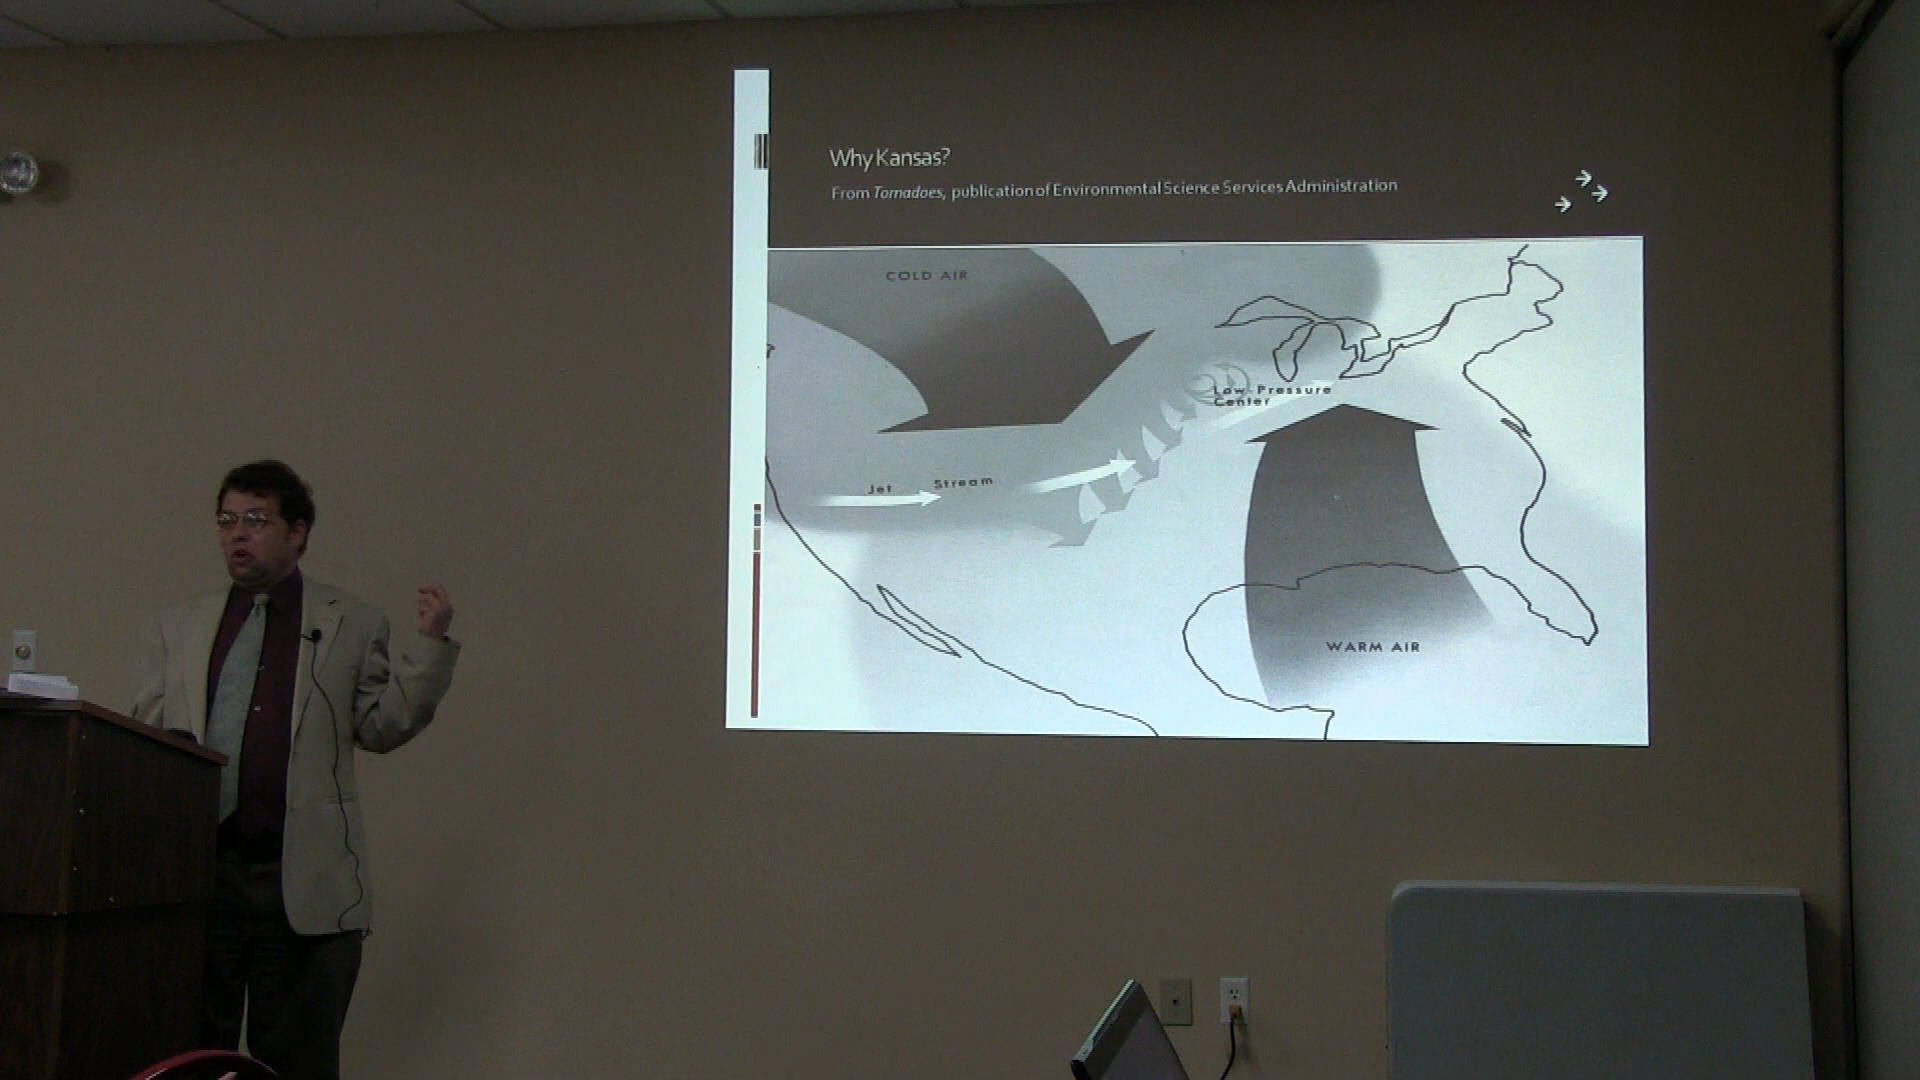 Why Kansas?
From Tornadoes, publication of Environmental Science Services Administration
COLD AIR
Low-Pressure
Center
Jet Stream
WARM AIR